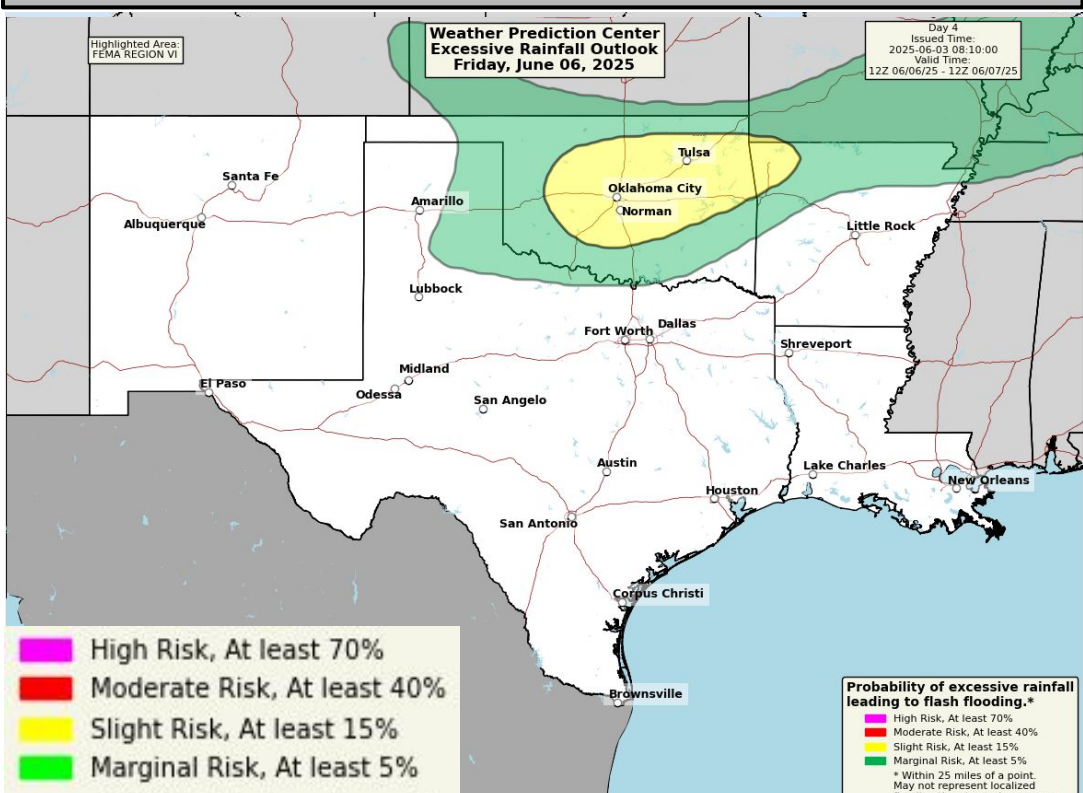 Weather Prediction Center
Excessive Rainfall Outlook
Friday, June 06, 2025
Highlighted Area:
FEMA REGION VI
Day 4
Issued Time:
2025-06-03 08:10:00
Valid Time:
12Z 06/06/25 - 12Z 06/07/25
Tulsa
Santa Fe
Oklahoma City
Amarillo
Norman
Albuquerque
Little Rock
Lubbock
Dallas
Fort Worth
Shreveport
Midland
El Paso
Odessa
San Angelo
Austin
Lake Charles
New Orleans
Houston
San Antonio
Corpus Christi
Brownsville
High Risk, At least 70%
Moderate Risk, At least 40%
Slight Risk, At least 15%
Marginal Risk, At least 5%
Probability of excessive rainfall
leading to flash flooding.*
High Risk, At least 70%
Moderate Risk, At least 40%
Slight Risk, At least 15%
Marginal Risk, At least 5%
* Within 25 miles of a point.
May not represent localized